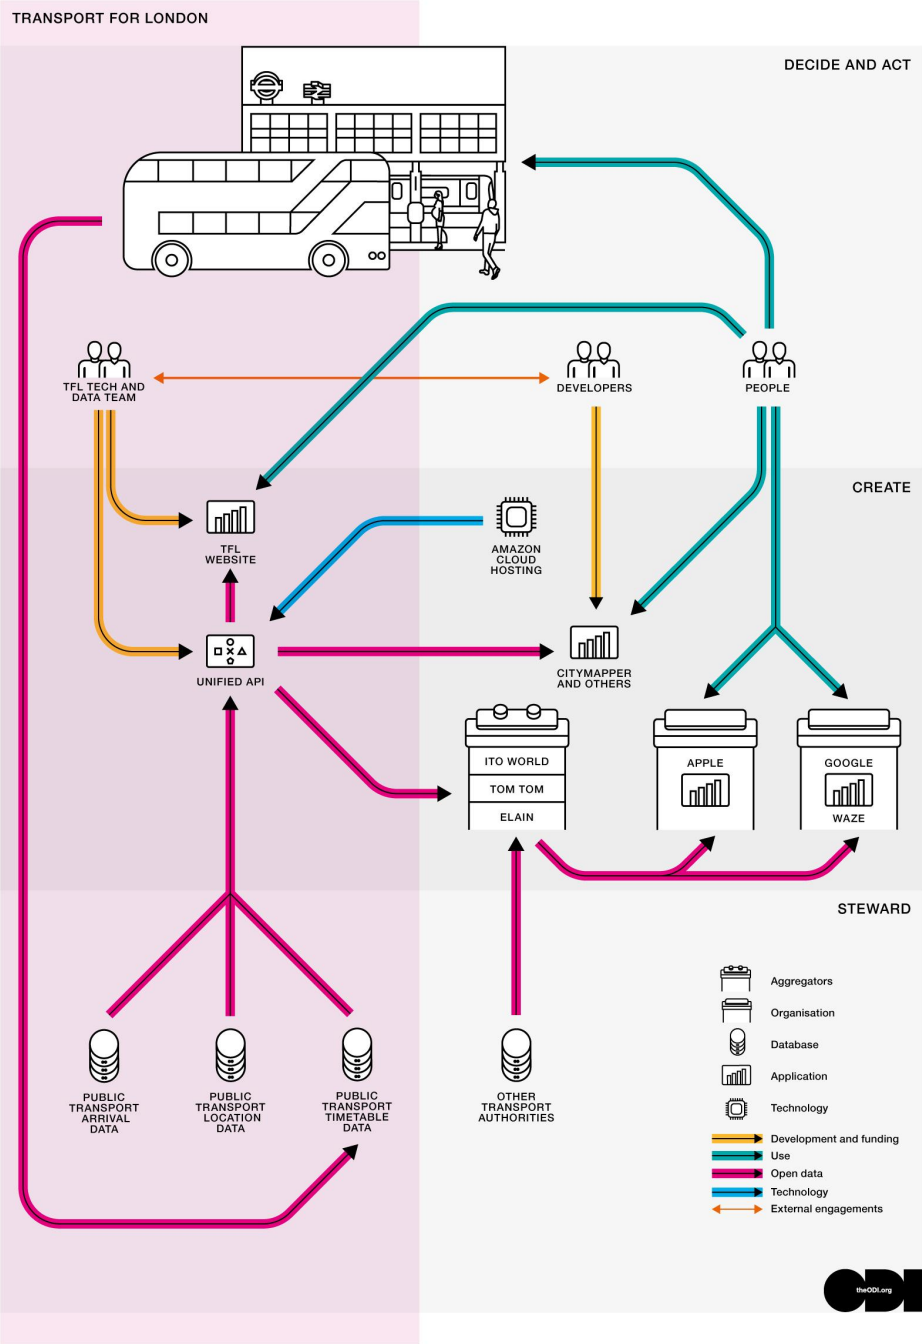 TRANSPORT FOR LONDON
DECIDE AND ACT
TFL TECH AND
DATA TEAM
DEVELOPERS
PEOPLE
CREATE
TFL
WEBSITE
AMAZON
CLOUD
HOSTING
UNIFIED API
CITYMAPPER
AND OTHERS
ITO WORLD
TOM TOM
ELAIN
APPLE
GOOGLE
WAZE
STEWARD
PUBLIC
TRANSPORT
ARRIVAL
DATA
PUBLIC
TRANSPORT
LOCATION
DATA
PUBLIC
TRANSPORT
TIMETABLE
DATA
OTHER
TRANSPORT
AUTHORITIES
Aggregators
Organisation
Database
Application
Technology
Development and funding
Use
Open data
Technology
External engagements
ODI
theODI.org